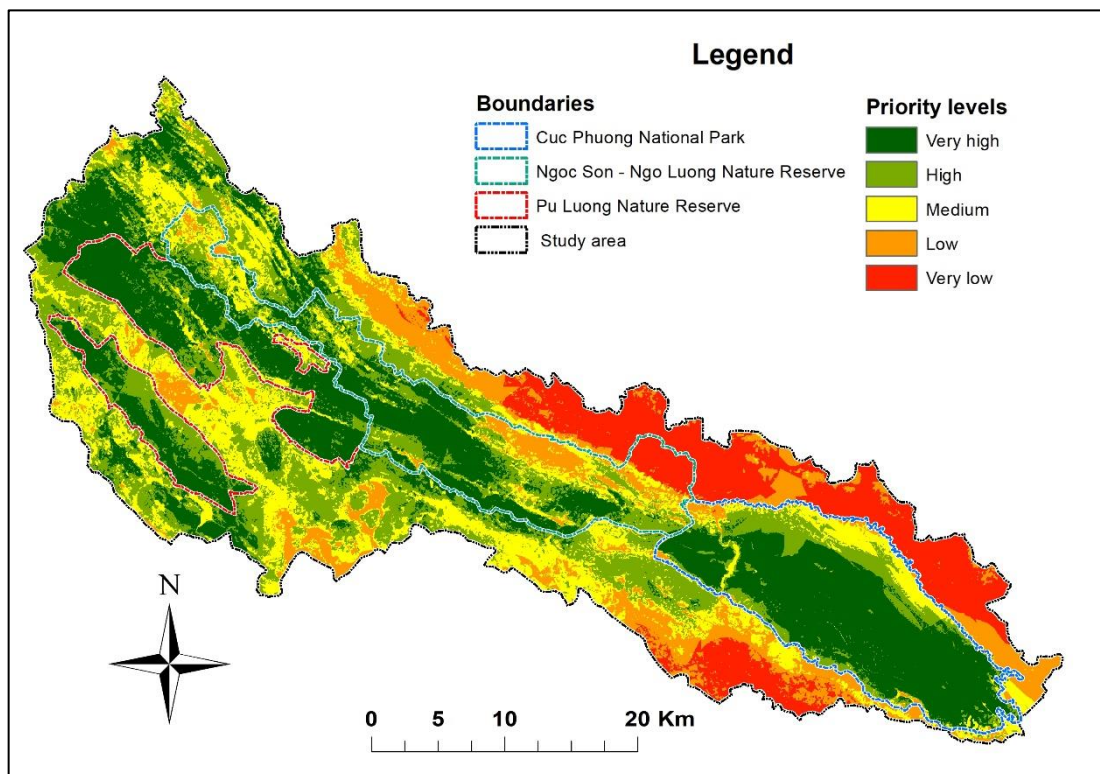 Legend
Boundaries
Cuc Phuong National Park
Ngoc Son - Ngo Luong Nature Reserve
Pu Luong Nature Reserve
Study area
Priority levels
Very high
High
Medium
Low
Very low
N
0 5 10 20 Km